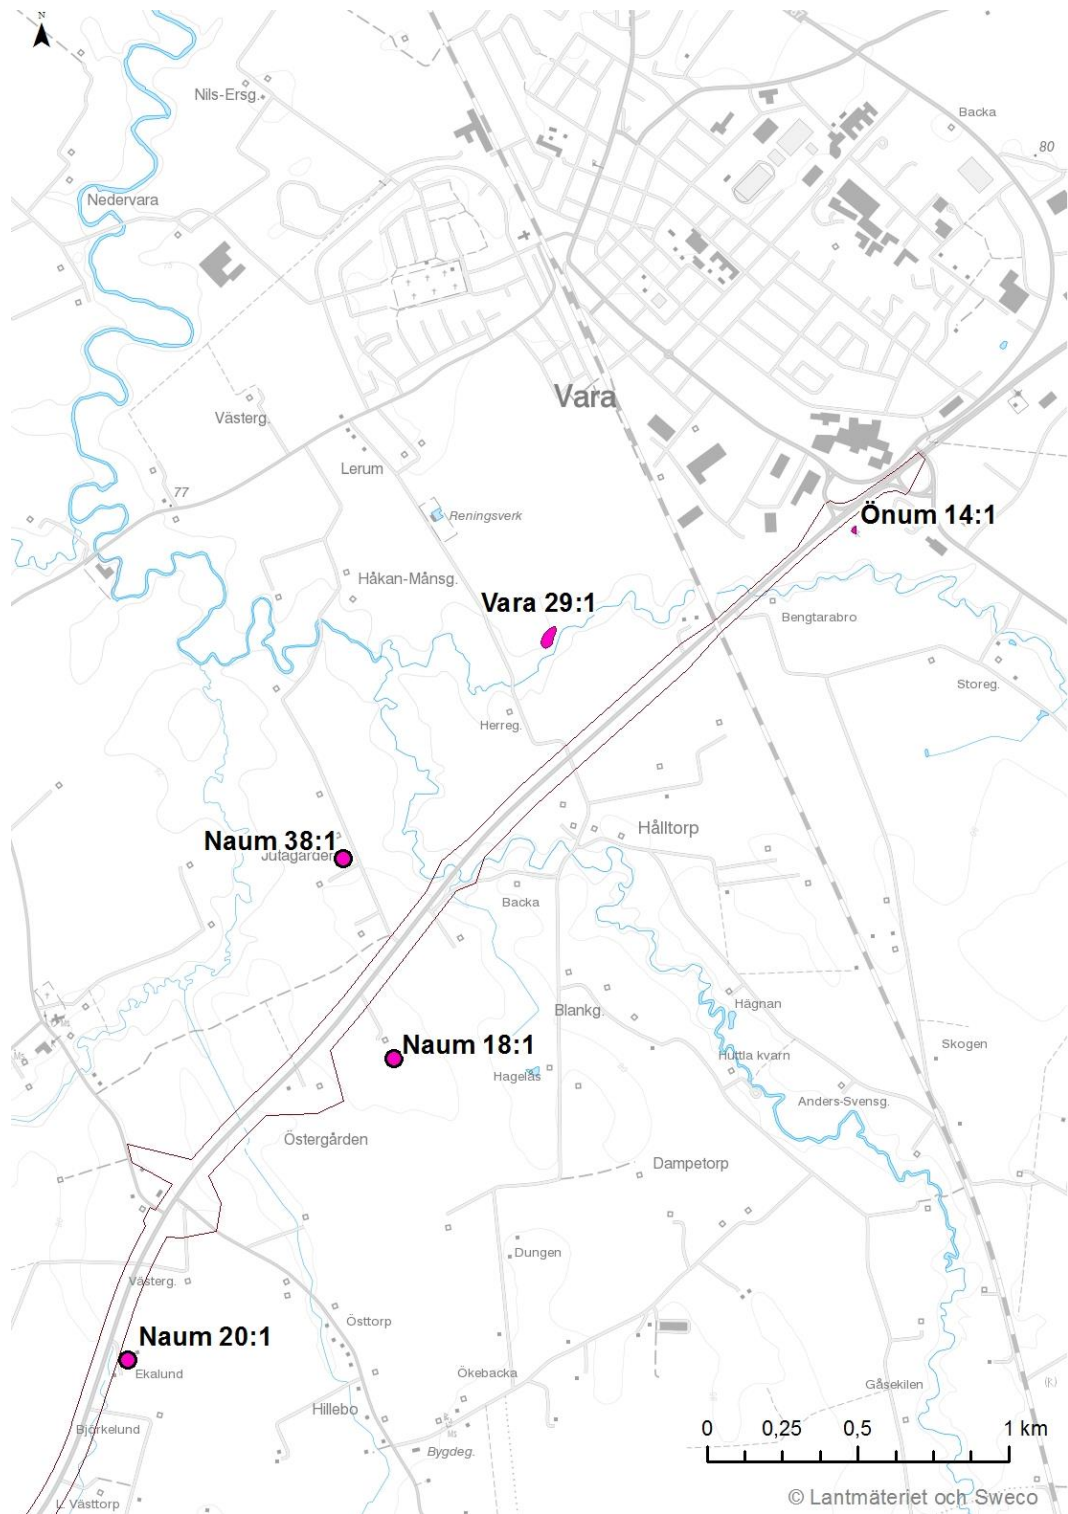 N
Nils-Ersg.
Backa
80
Nedervara
Vara
Västerg.
Lerum
77
Reningsverk
Önum 14:1
Håkan-Månsg.
Vara 29:1
Bengtarabro
Storeg.
Herreg.
Naum 38:1
Hålltorp
Jutagården
Backa
Blankg.
Hägnan
Naum 18:1
Skogen
Huttla kvarn
Hagelås
Anders-Svensg.
Östergården
Dampetorp
Dungen
Västerg.
Östtorp
Naum 20:1
Ekalund
Ökebacka
Gåsekilen
(K)
Hillebo
Björkelund
Bygdeg.
0 0,25 0,5 1 km
L. Västtorp
© Lantmäteriet och Sweco